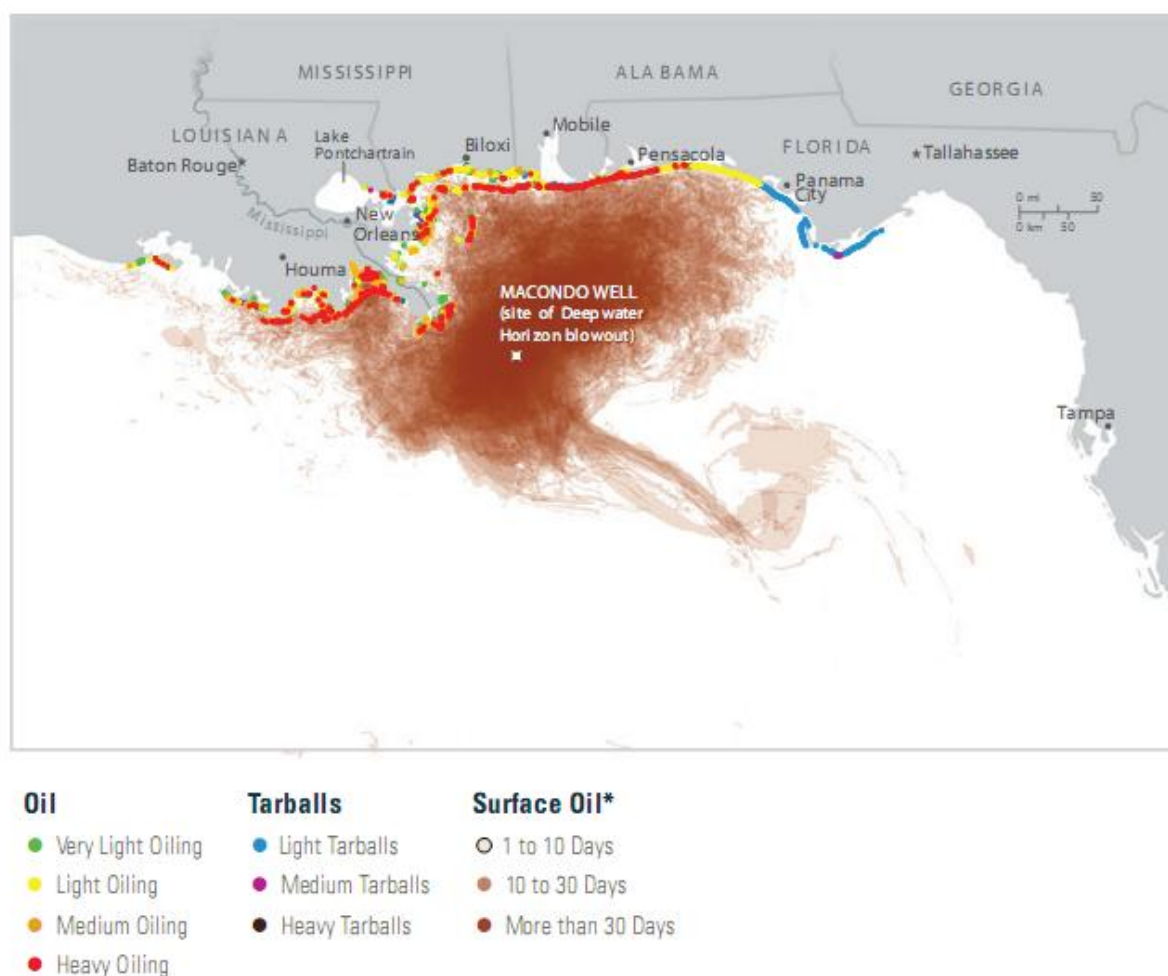 MISSISSIPPI
ALABAMA
GEORGIA
LOUISIANA
Lake
Pontchartrain
Biloxi
Mobile
FLORIDA
Baton Rouge
Pensacola
Tallahassee
Panama
City
0 mi 50
0 km 50
Mississippi
New
Orleans
Houma
MACONDO WELL
(site of Deepwater
Horizon blowout)
Tampa
Oil
Very Light Oiling
Light Oiling
Medium Oiling
Heavy Oiling
Tarballs
Light Tarballs
Medium Tarballs
Heavy Tarballs
Surface Oil*
1 to 10 Days
10 to 30 Days
More than 30 Days